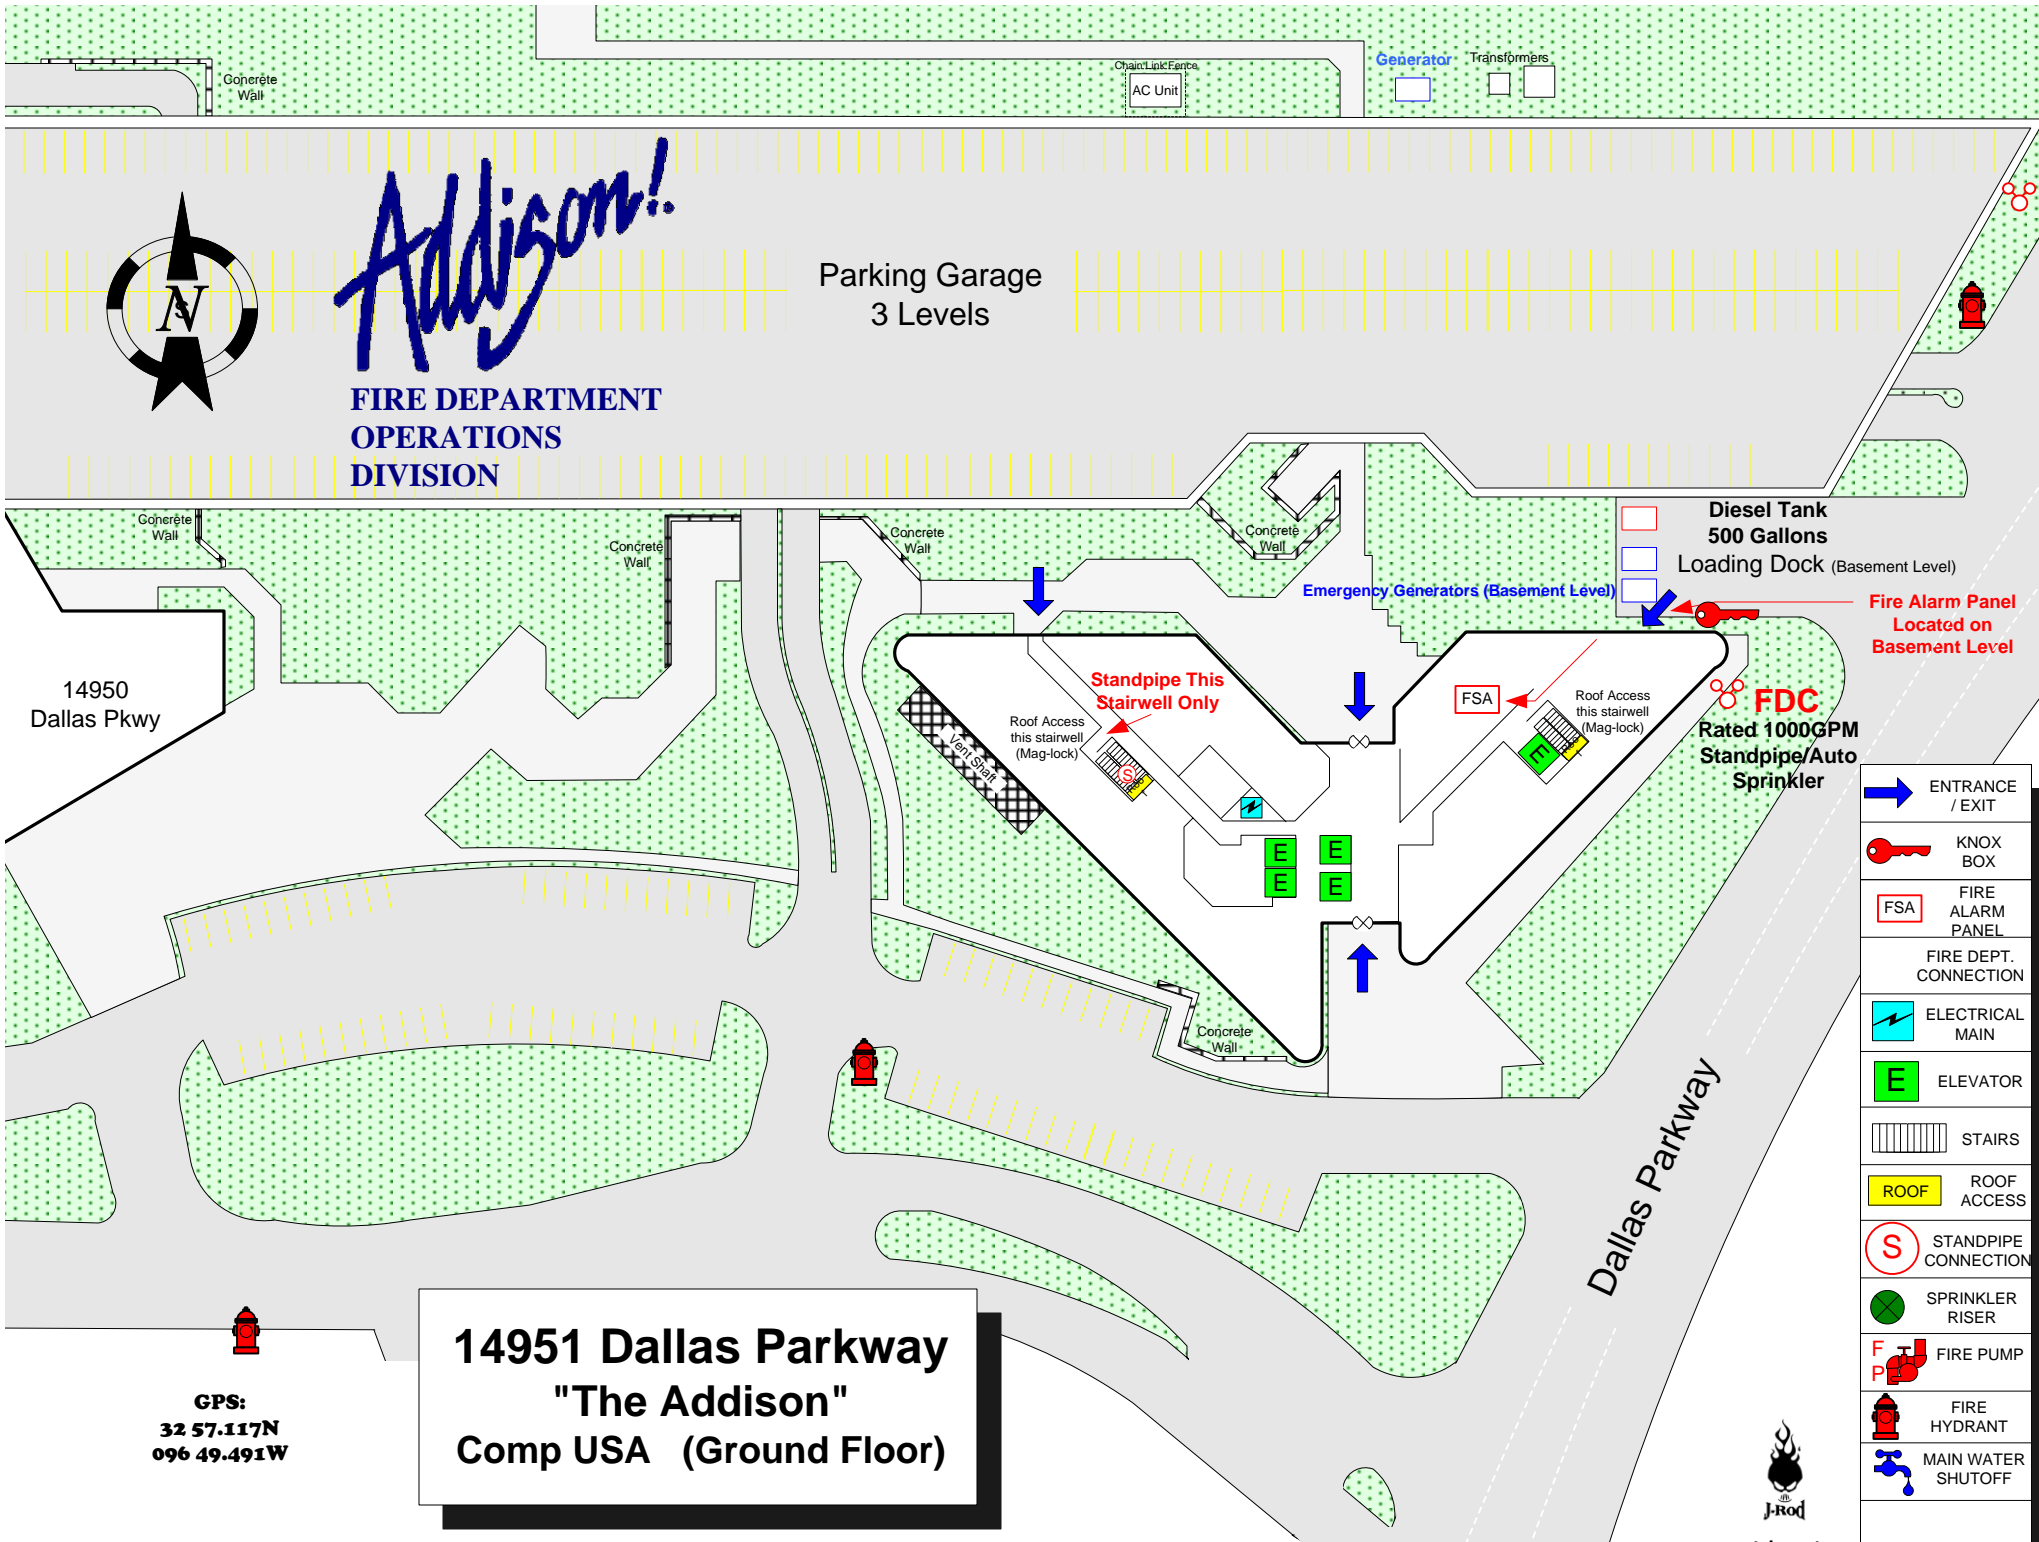 Concrete
Wall
Chain Link Fence
AC Unit
Generator
Transformers
Addison!
FIRE DEPARTMENT
OPERATIONS
DIVISION
N
S
Parking Garage
3 Levels
Concrete
Wall
Concrete
Wall
Concrete
Wall
Concrete
Wall
Diesel Tank
500 Gallons
Loading Dock (Basement Level)
Emergency Generators (Basement Level)
Fire Alarm Panel
Located on
Basement Level
14950
Dallas Pkwy
Standpipe This
Stairwell Only
Roof Access
this stairwell
(Mag-lock)
Vent Shaft
S
FSA
Roof Access
this stairwell
(Mag-lock)
E
FDC
Rated 1000GPM
Standpipe/Auto
Sprinkler
E
E
E
E
Concrete
Wall
Dallas Parkway
ENTRANCE
/ EXIT
KNOX
BOX
FSA
FIRE
ALARM
PANEL
FIRE DEPT.
CONNECTION
ELECTRICAL
MAIN
E
ELEVATOR
STAIRS
ROOF
ROOF
ACCESS
S
STANDPIPE
CONNECTION
SPRINKLER
RISER
F
P
FIRE PUMP
FIRE
HYDRANT
MAIN WATER
SHUTOFF
14951 Dallas Parkway
"The Addison"
Comp USA (Ground Floor)
GPS:
32 57.117N
096 49.491W
J-Rod